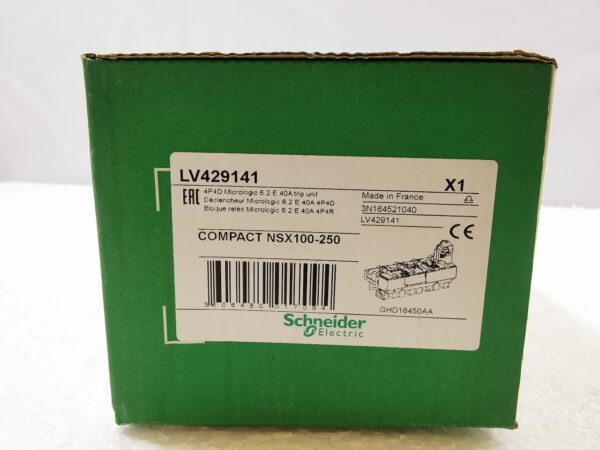 LV429141
X1
EAC
4P4D Micrologic 6.2 E 40A trip unit
Déclencheur Micrologic 6.2 E 40A 4P4D
Bloque relés Micrologic 6.2 E 40A 4P4R
Made in France
3N164521040
LV429141
CE
COMPACT NSX100-250
GHD16450AA
Schneider
Electric